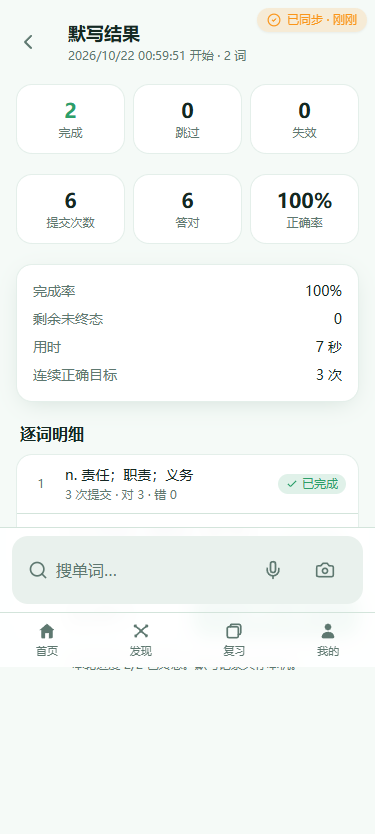 已同步 · 刚刚
默写结果
2026/10/22 00:59:51 开始 · 2 词
2
完成
0
跳过
0
失效
6
提交次数
6
答对
100%
正确率
完成率
100%
剩余未终态
0
用时
7 秒
连续正确目标
3 次
逐词明细
1
n. 责任；职责；义务
3 次提交 · 对 3 · 错 0
已完成
搜单词...
首页
发现
复习
我的